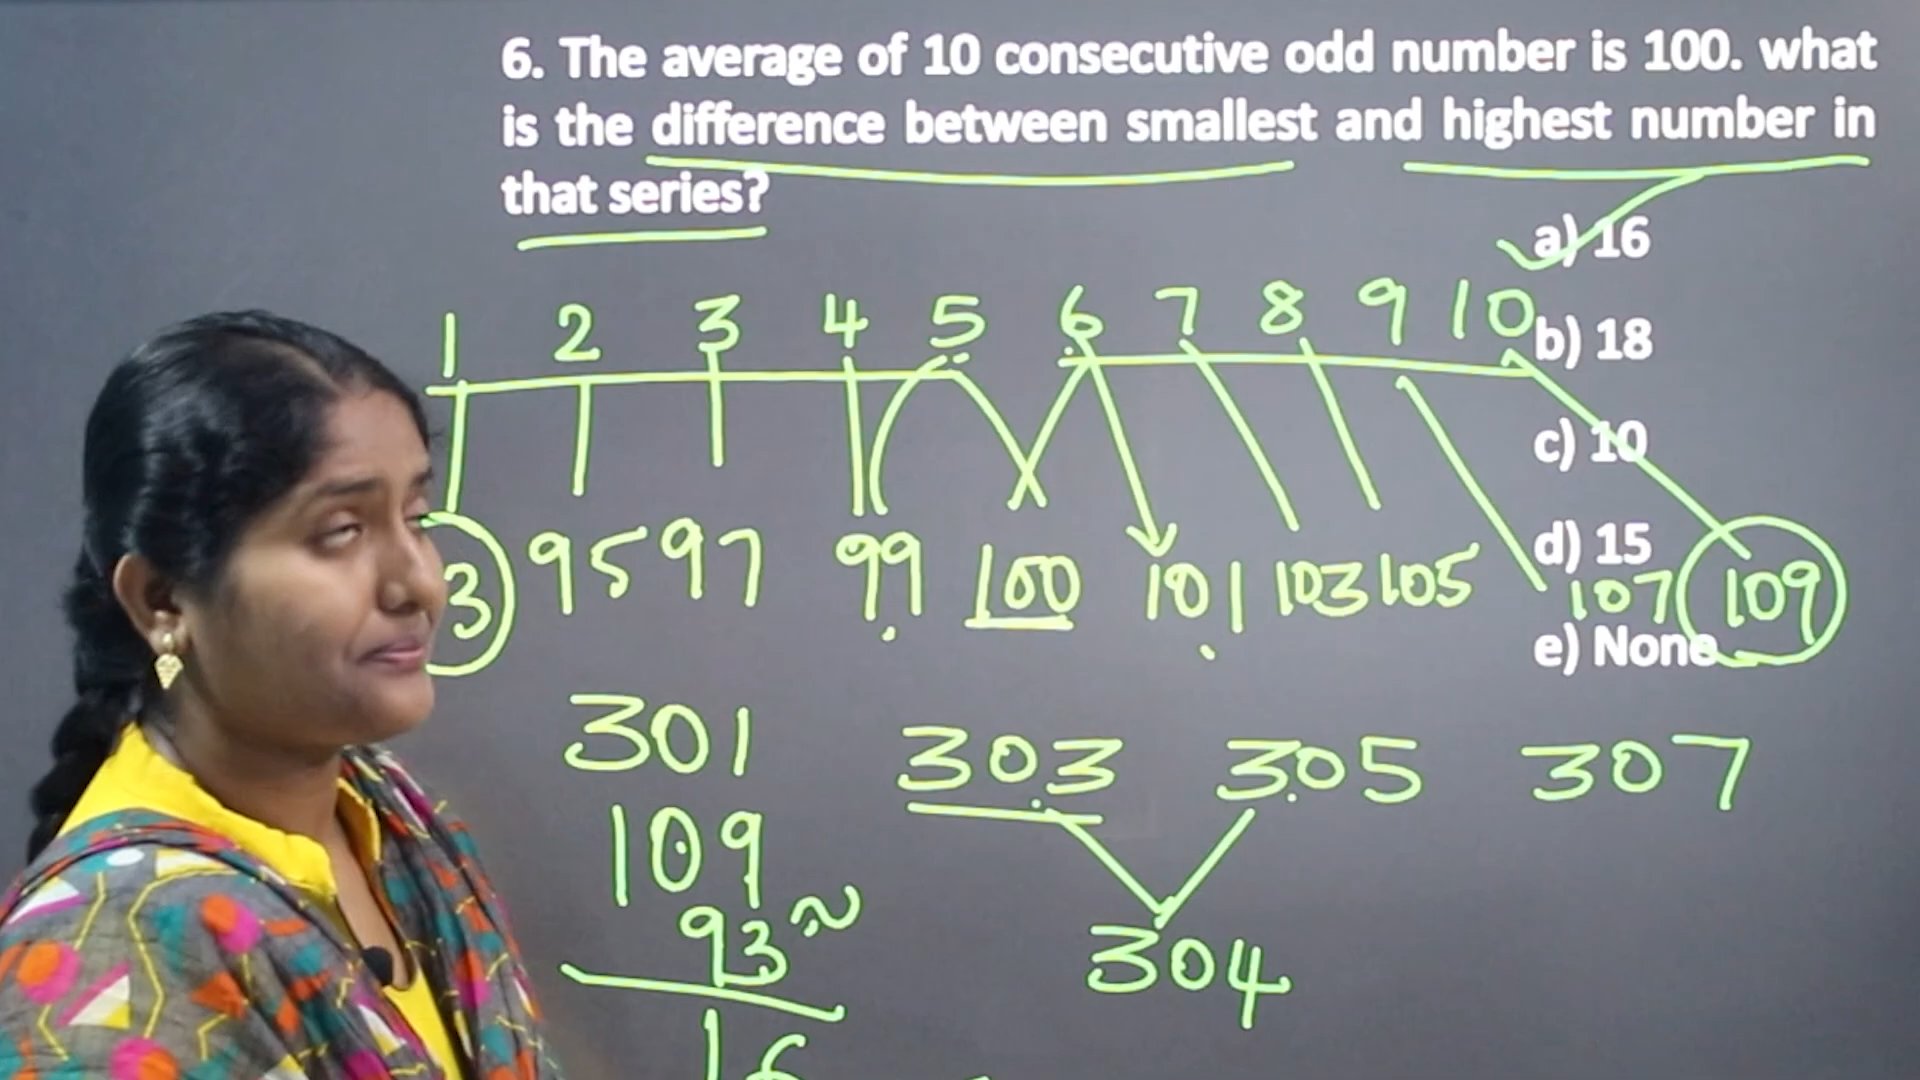 6. The average of 10 consecutive odd number is 100. what
is the difference between smallest and highest number in
that series?
a) 16
b) 18
c) 10
d) 15
e) None
1 2 3 4 5 6 7 8 9 10
3 95 97 99 100 101 103 105 107 109
301 303 305 307
109
93
304
16